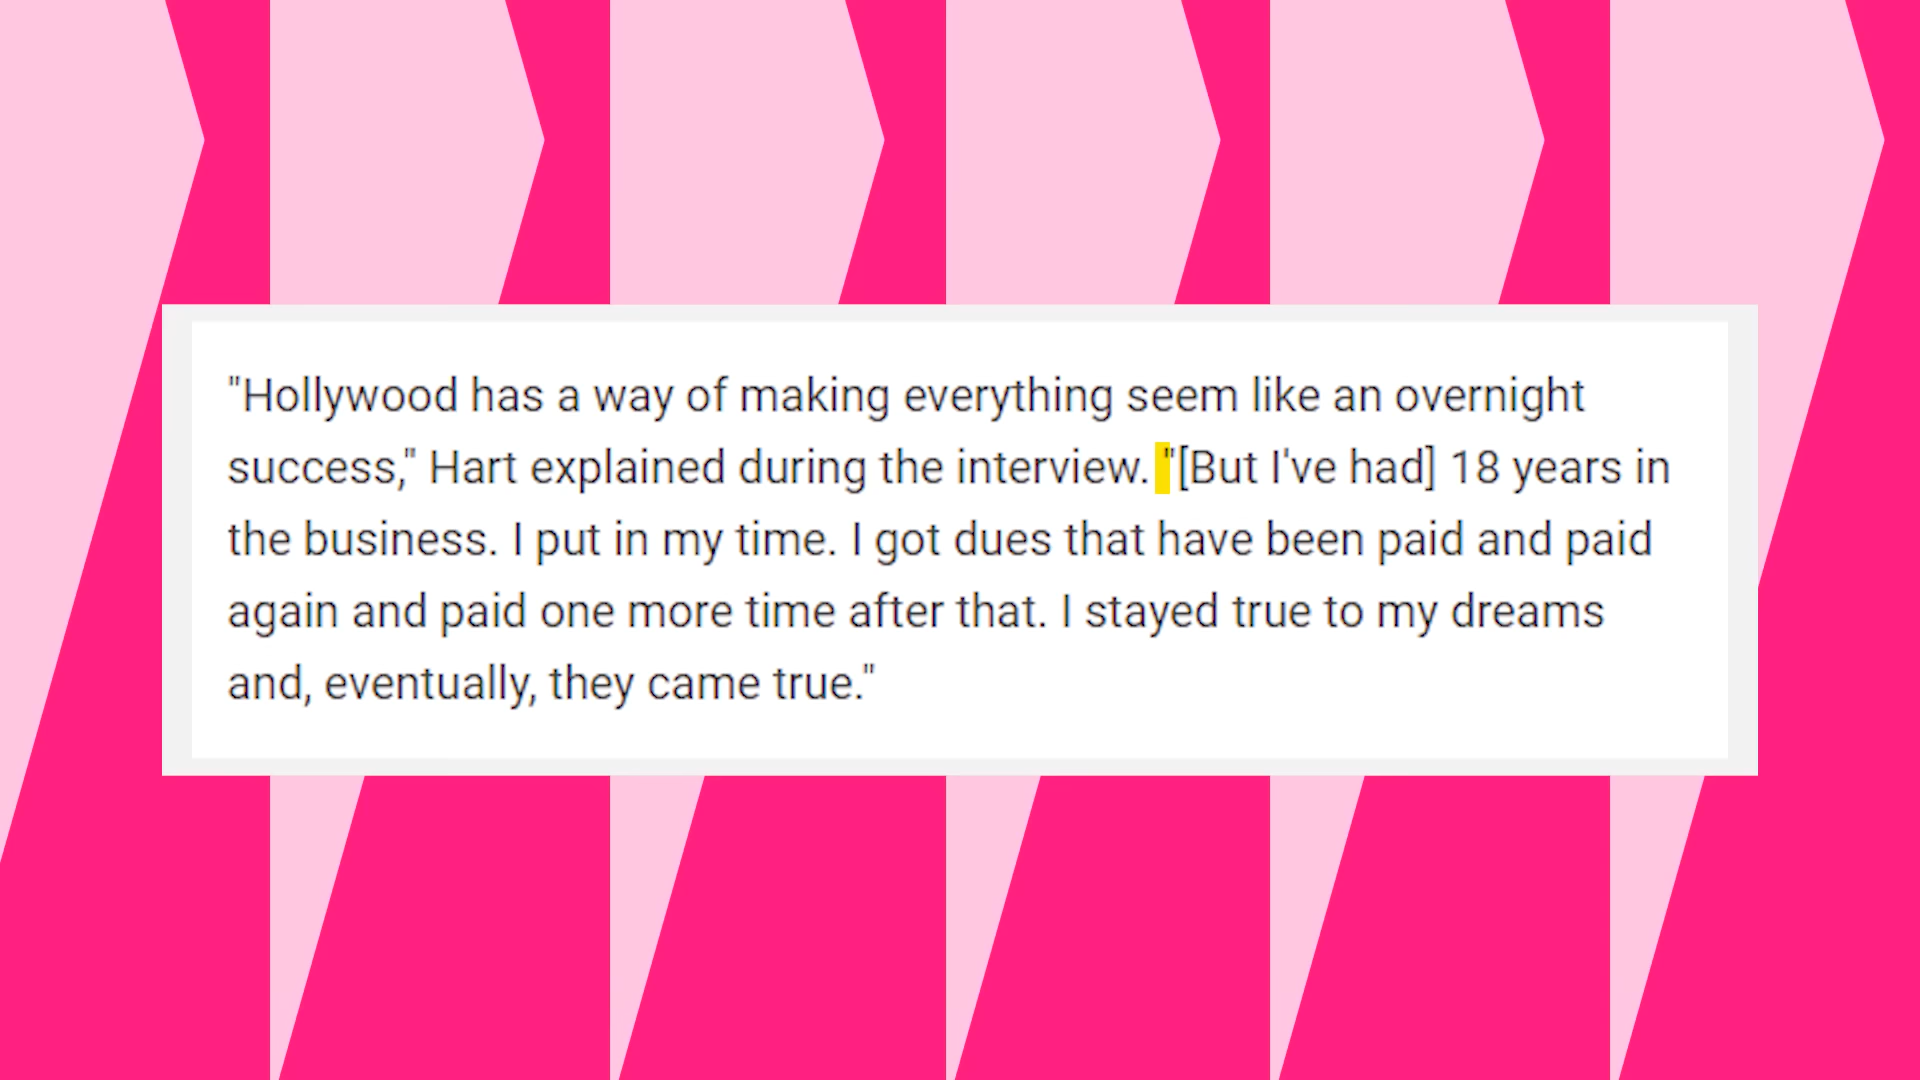 "Hollywood has a way of making everything seem like an overnight
success," Hart explained during the interview. "[But I've had] 18 years in
the business. I put in my time. I got dues that have been paid and paid
again and paid one more time after that. I stayed true to my dreams
and, eventually, they came true."